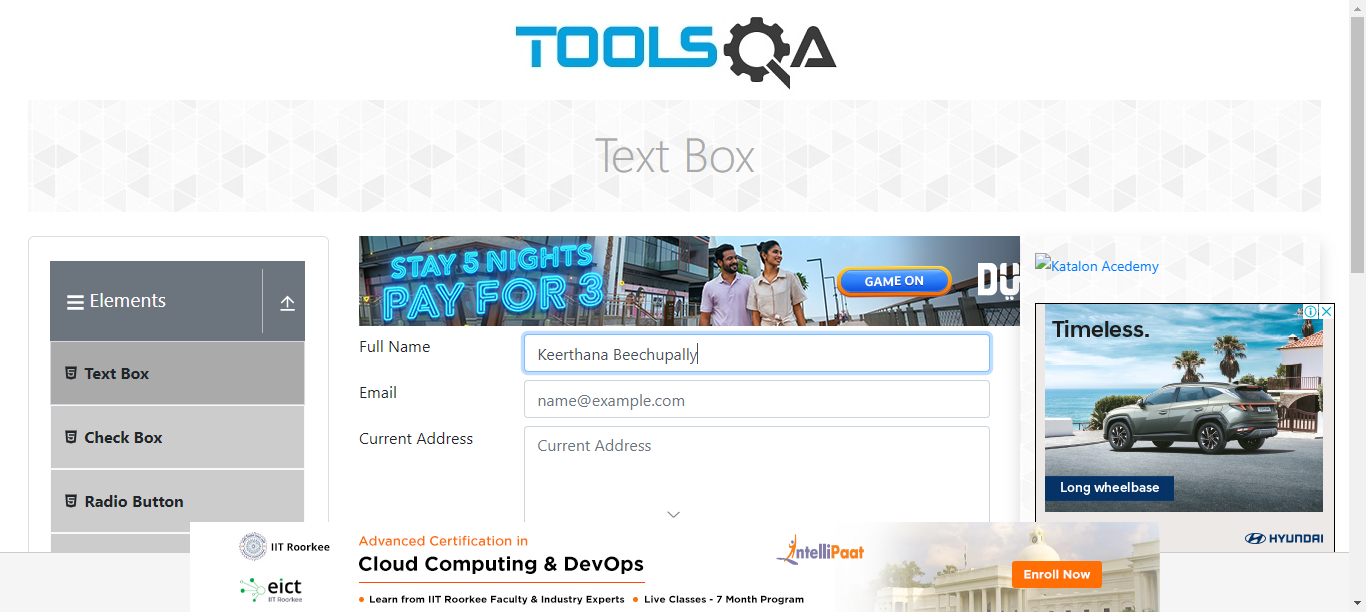 TOOLSQA
Text Box
Elements
Text Box
Check Box
Radio Button
STAY 5 NIGHTS
PAY FOR 3
GAME ON
DU
Full Name
Keerthana Beechupally
Email
name@example.com
Current Address
Current Address
Katalon Acedemy
Timeless.
Long wheelbase
HYUNDAI
IIT Roorkee
eict
IIT Roorkee
Advanced Certification in
Cloud Computing & DevOps
• Learn from IIT Roorkee Faculty & Industry Experts • Live Classes - 7 Month Program
intelliPaat
Enroll Now